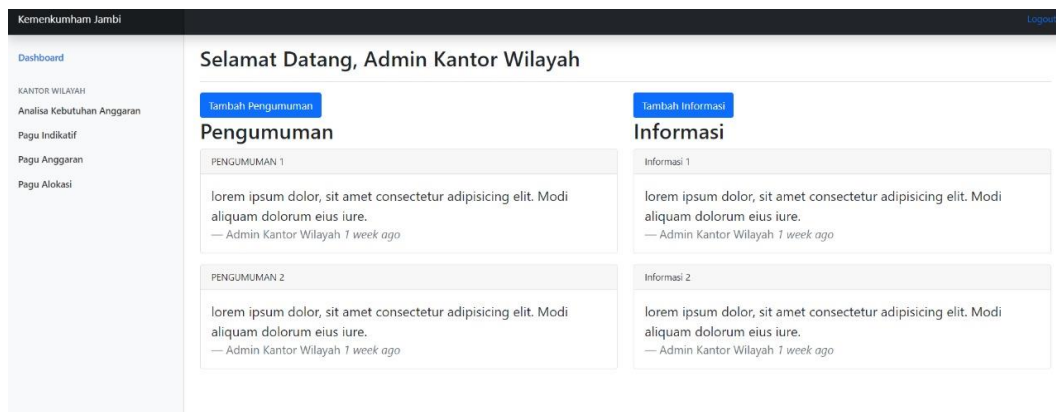 Kemenkumham Jambi
Logout
Dashboard
KANTOR WILAYAH
Analisa Kebutuhan Anggaran
Pagu Indikatif
Pagu Anggaran
Pagu Alokasi
Selamat Datang, Admin Kantor Wilayah
Tambah Pengumuman
Pengumuman
PENGUMUMAN 1
lorem ipsum dolor, sit amet consectetur adipisicing elit. Modi
aliquam dolorum eius iure.
— Admin Kantor Wilayah 1 week ago
PENGUMUMAN 2
lorem ipsum dolor, sit amet consectetur adipisicing elit. Modi
aliquam dolorum eius iure.
— Admin Kantor Wilayah 1 week ago
Tambah Informasi
Informasi
Informasi 1
lorem ipsum dolor, sit amet consectetur adipisicing elit. Modi
aliquam dolorum eius iure.
— Admin Kantor Wilayah 1 week ago
Informasi 2
lorem ipsum dolor, sit amet consectetur adipisicing elit. Modi
aliquam dolorum eius iure.
— Admin Kantor Wilayah 1 week ago